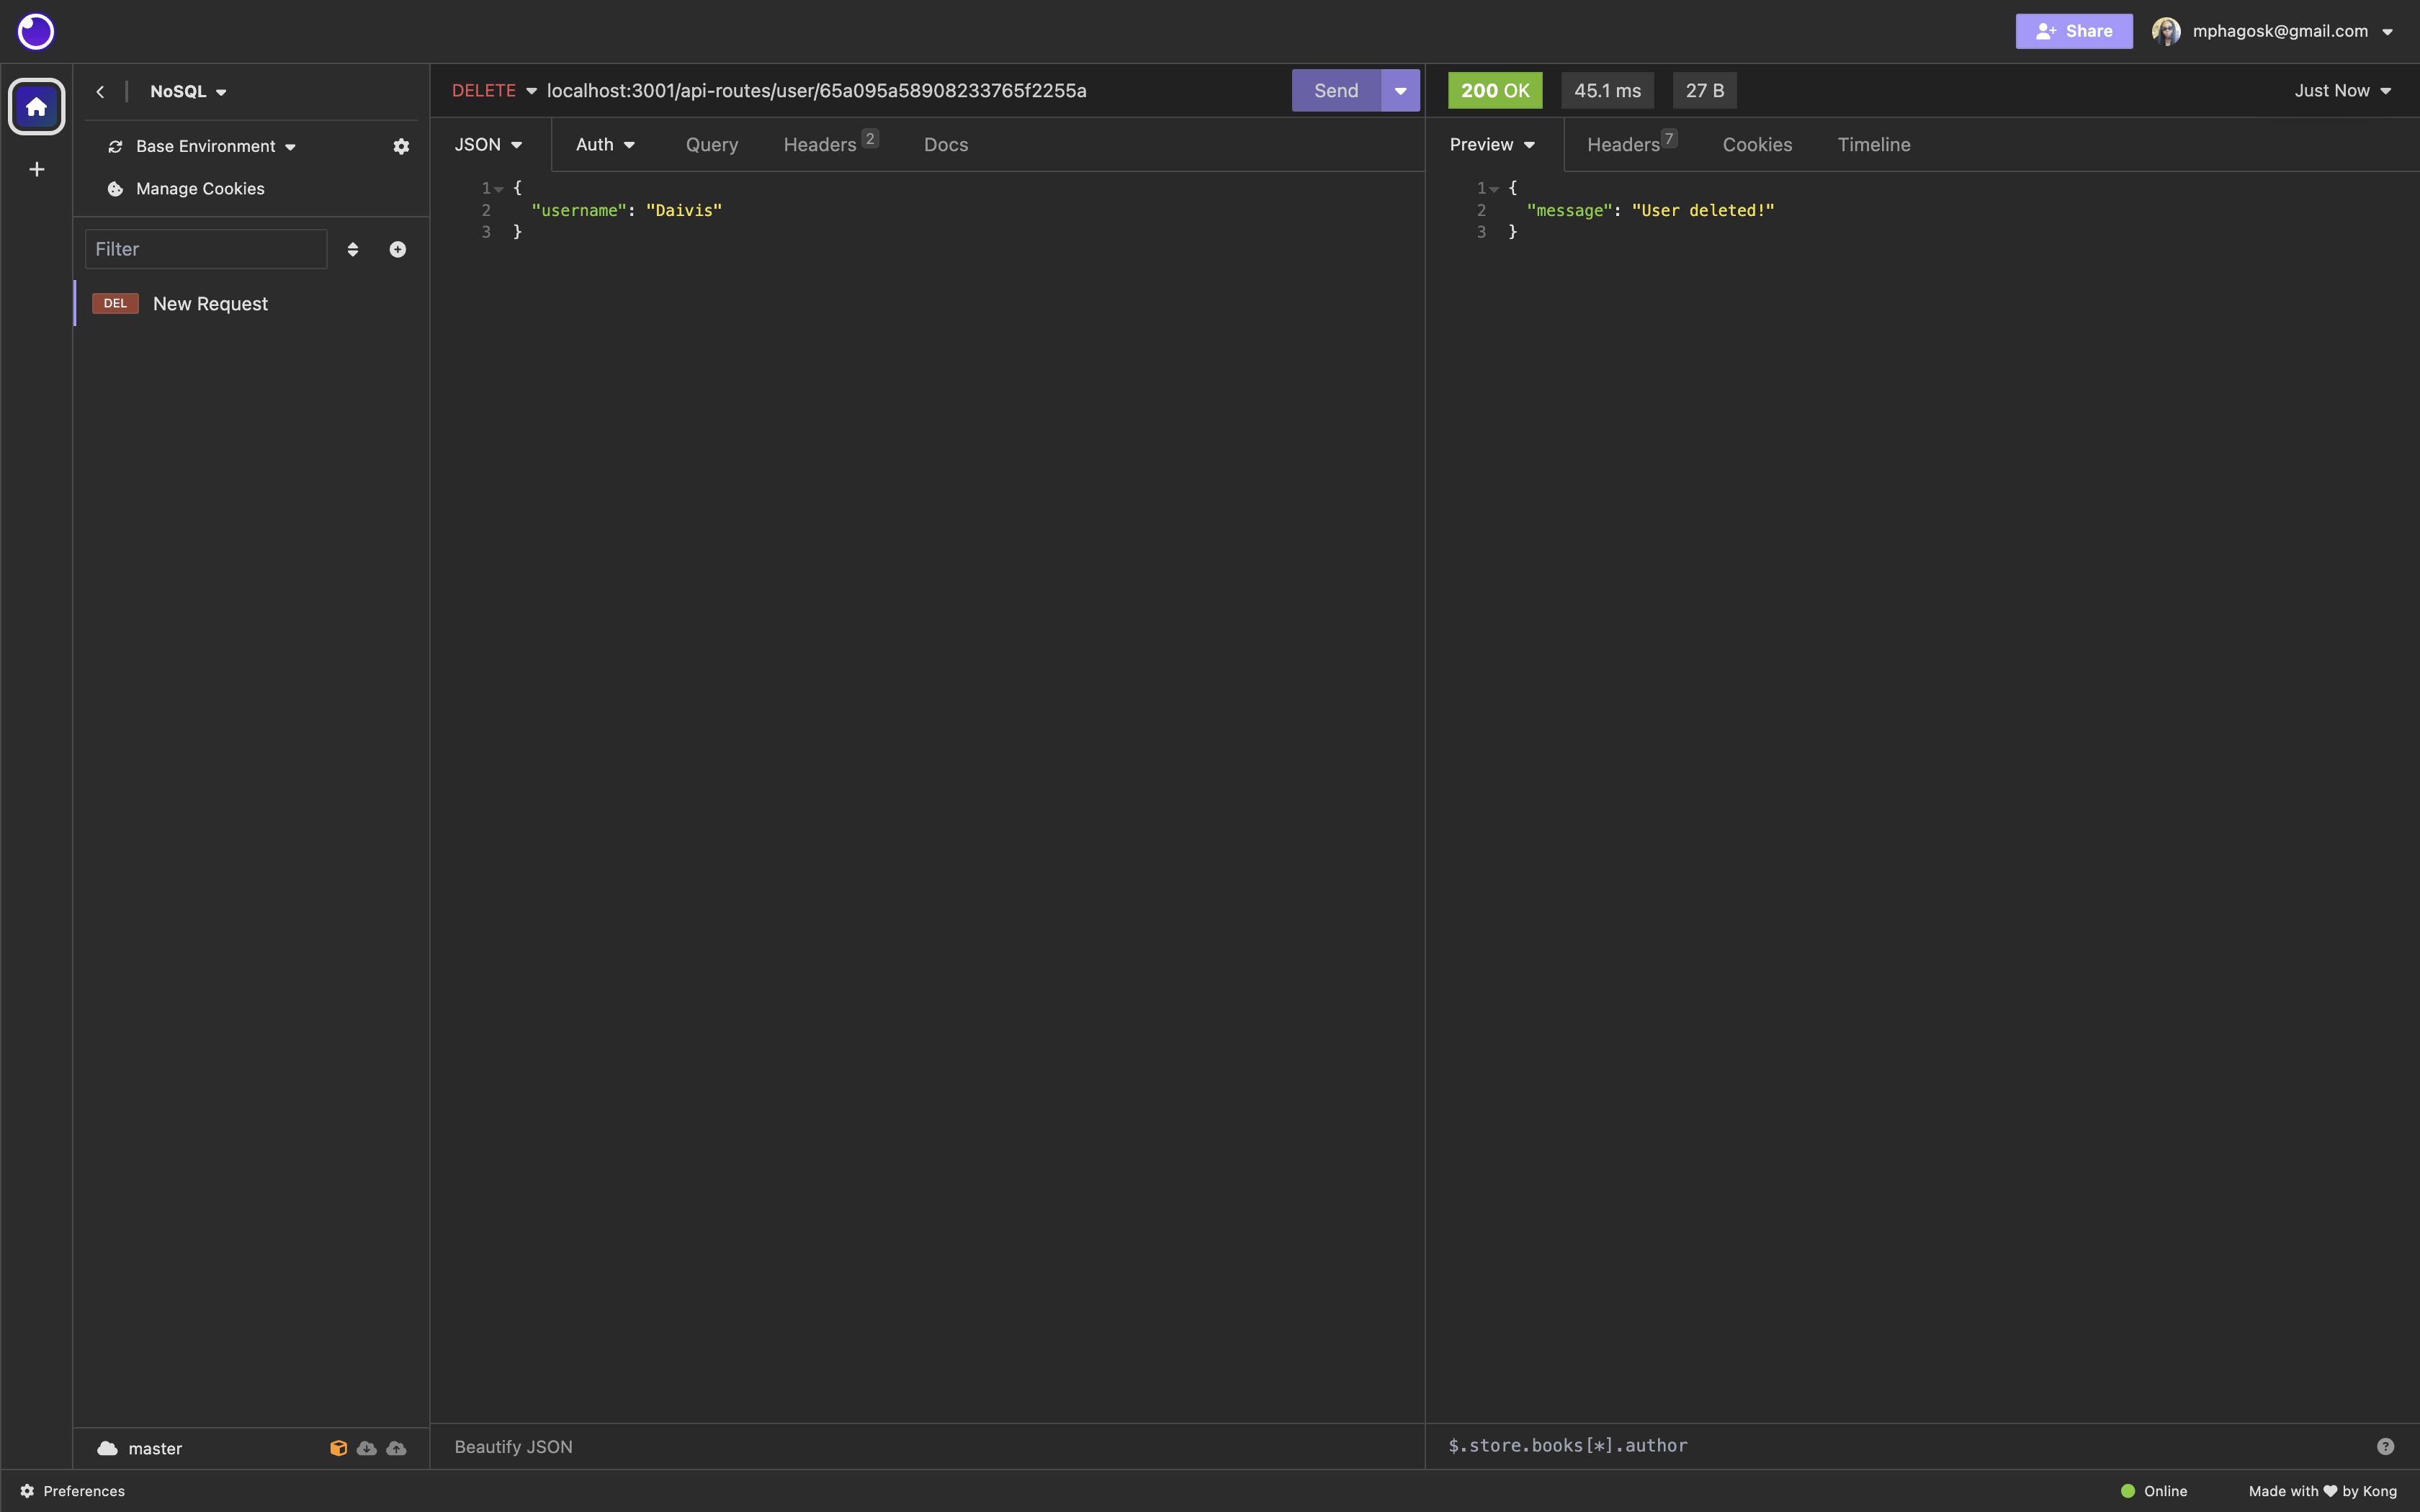 Share
mphagosk@gmail.com
NoSQL
Base Environment
Manage Cookies
Filter
DEL New Request
master
DELETE localhost:3001/api-routes/user/65a095a58908233765f2255a Send
JSON Auth Query Headers 2 Docs
1 {
2 "username": "Daivis"
3 }
Beautify JSON
200 OK 45.1 ms 27 B Just Now
Preview Headers 7 Cookies Timeline
1 {
2 "message": "User deleted!"
3 }
$.store.books[*].author
Preferences
Online
Made with ♥ by Kong